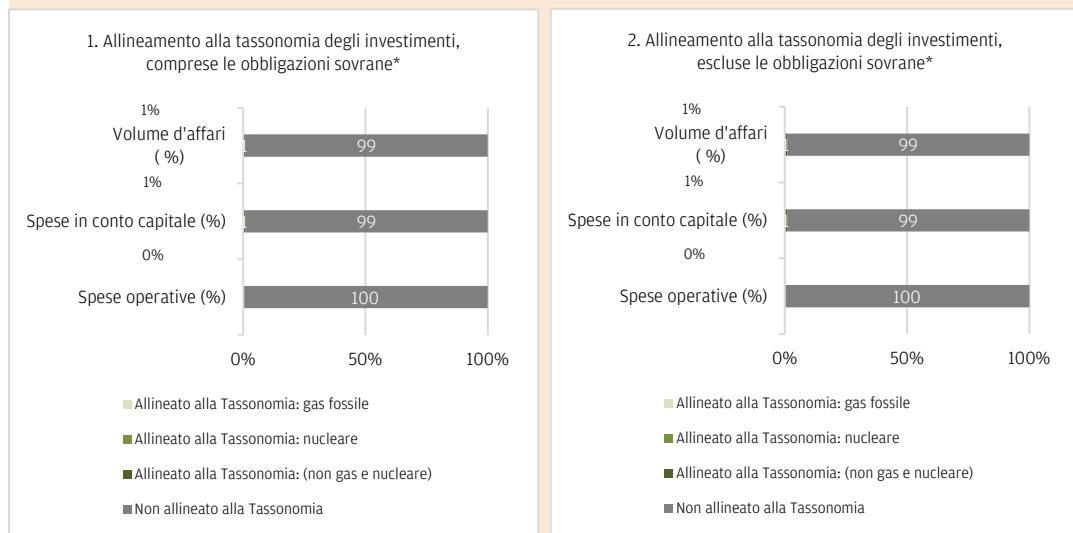 1. Allineamento alla tassonomia degli investimenti,
comprese le obbligazioni sovrane*
1%
Volume d'affari
( %)
1
99
1%
Spese in conto capitale (%)
1
99
0%
Spese operative (%)
100
0%
50%
100%
Allineato alla Tassonomia: gas fossile
Allineato alla Tassonomia: nucleare
Allineato alla Tassonomia: (non gas e nucleare)
Non allineato alla Tassonomia
2. Allineamento alla tassonomia degli investimenti,
escluse le obbligazioni sovrane*
1%
Volume d'affari
( %)
1
99
1%
Spese in conto capitale (%)
1
99
0%
Spese operative (%)
100
0%
50%
100%
Allineato alla Tassonomia: gas fossile
Allineato alla Tassonomia: nucleare
Allineato alla Tassonomia: (non gas e nucleare)
Non allineato alla Tassonomia